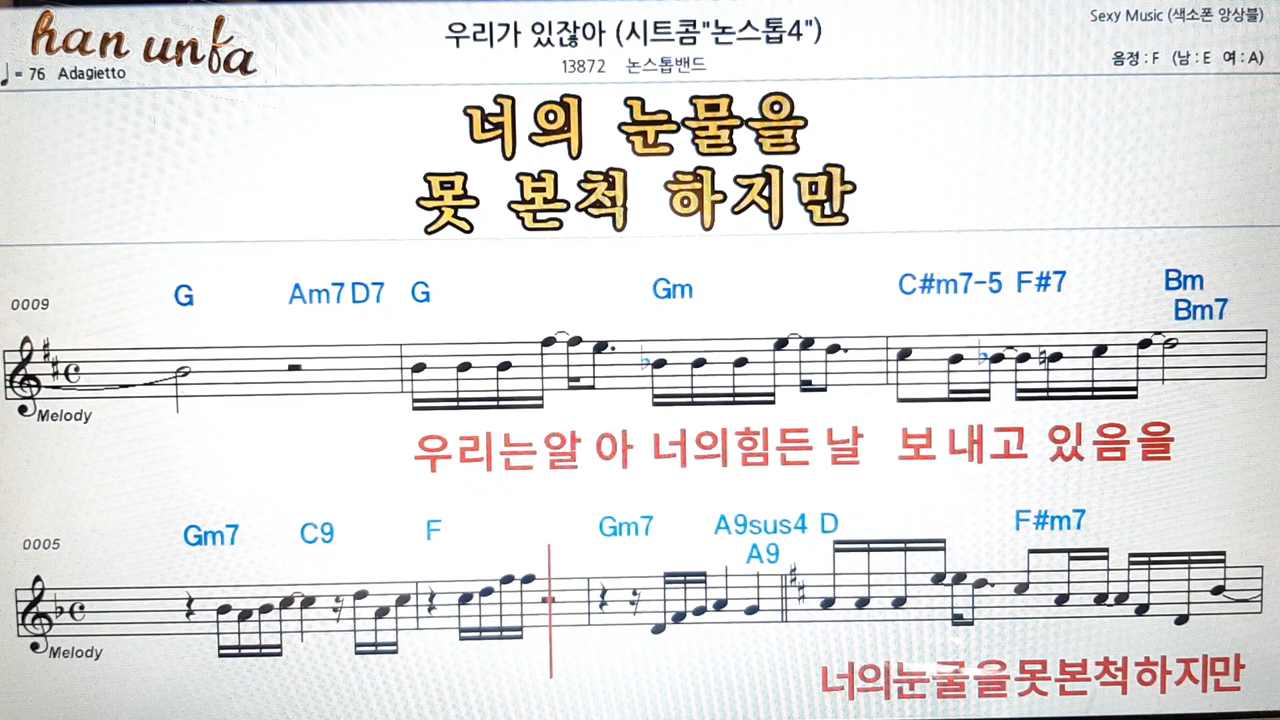 han unfa
우리가 있잖아 (시트콤"논스톱4")
Sexy Music (색소폰 앙상블)
♩= 76 Adagietto
13872 논스톱밴드
음정 : F (남 : E 여 : A)
너의 눈물을
못 본척 하지만
0009
G Am7 D7 G Gm C#m7-5 F#7 Bm
Bm7
Melody
우리는알 아 너의힘든 날 보내고 있음을
0005
Gm7 C9 F Gm7 A9sus4 D F#m7
A9
Melody
너의눈물을못본척하지만